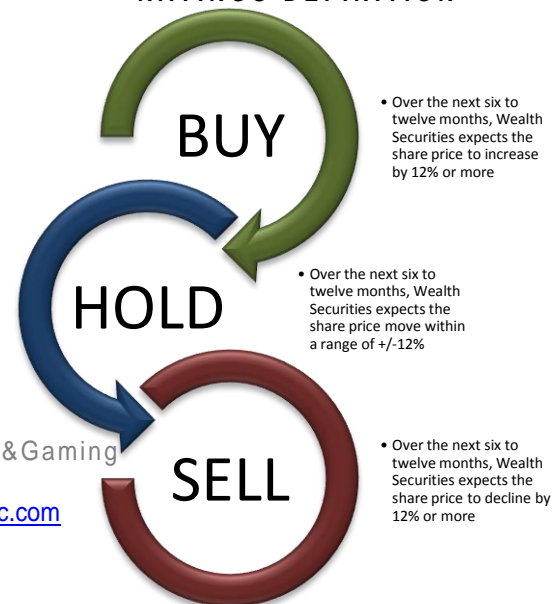 BUY
• Over the next six to
twelve months, Wealth
Securities expects the
share price to increase
by 12% or more
HOLD
• Over the next six to
twelve months, Wealth
Securities expects the
share price move within
a range of +/-12%
&Gaming
SELL
c.com
• Over the next six to
twelve months, Wealth
Securities expects the
share price to decline by
12% or more